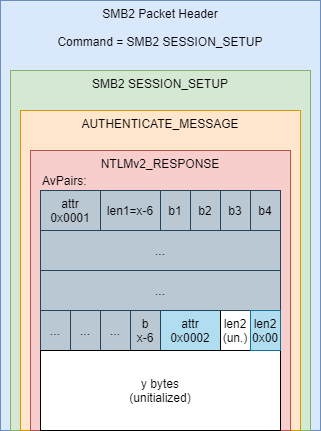 SMB2 Packet Header
Command = SMB2 SESSION_SETUP
SMB2 SESSION_SETUP
AUTHENTICATE_MESSAGE
NTLMv2_RESPONSE
AvPairs:
attr
0x0001
len1=x-6
b1
b2
b3
b4
...
...
...
...
...
b
x-6
attr
0x0002
len2
(un.)
len2
0x00
y bytes
(unitialized)